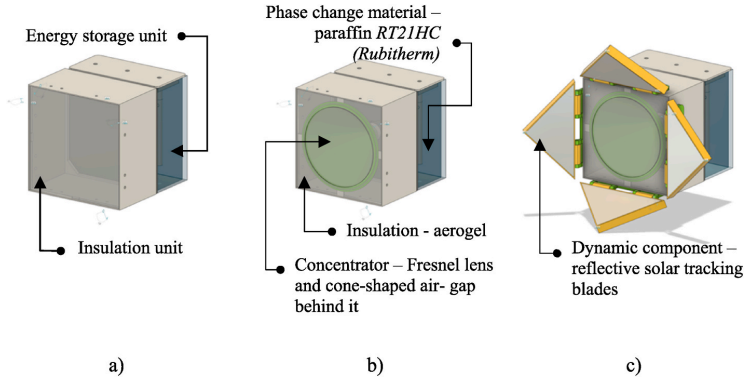 Energy storage unit
Insulation unit
a)
Phase change material –
paraffin RT21HC
(Rubitherm)
Insulation - aerogel
Concentrator – Fresnel lens
and cone-shaped air- gap
behind it
b)
Dynamic component –
reflective solar tracking
blades
c)